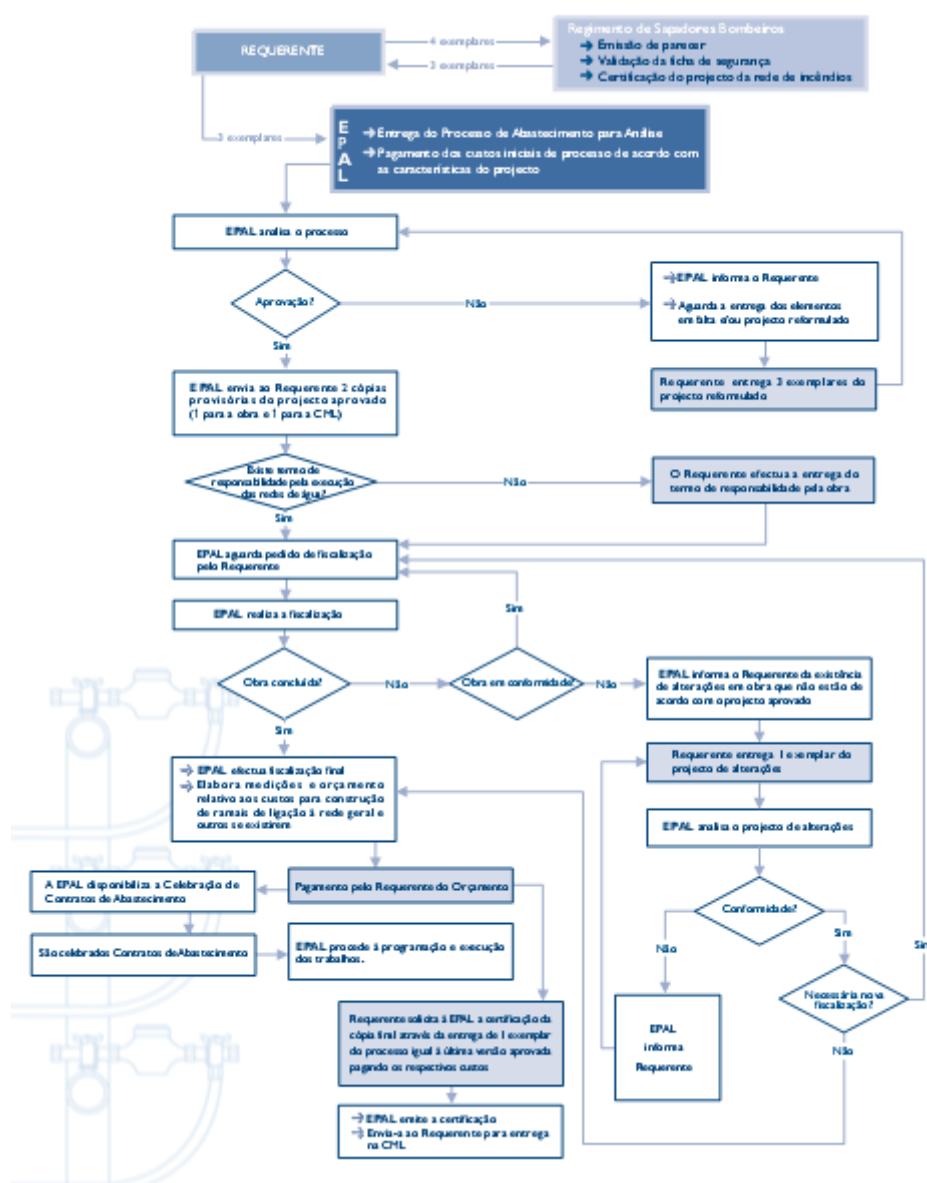 REQUERENTE
4 exemplares
3 exemplares
Regimento de Sapadores Bombeiros
→ Emissão de parecer
→ Validação da ficha de segurança
→ Certificação do projecto da rede de incêndios
3 exemplares
EPAL
→ Entrega do Processo de Abastecimento para Análise
→ Pagamento dos custos iniciais de processo de acordo com
as características do projecto
EPAL analisa o processo
Aprovação?
Não
→ EPAL informa o Requerente
→ Aguarda a entrega dos elementos
em falta e/ou projecto reformulado
Sim
Requerente entrega 3 exemplares do
projecto reformulado
EPAL envia ao Requerente 2 cópias
provisórias do projecto aprovado
(1 para a obra e 1 para a CML)
Existe termo de
responsabilidade pela execução
das redes de água?
Não
O Requerente efectua a entrega do
termo de responsabilidade pela obra
Sim
EPAL aguarda pedido de fiscalização
pelo Requerente
EPAL realiza a fiscalização
Sim
Obra concluída?
Não
Obra em conformidade?
Não
EPAL informa o Requerente da existência
de alterações em obra que não estão de
acordo com o projecto aprovado
Sim
Requerente entrega 1 exemplar do
projecto de alterações
→ EPAL efectua fiscalização final
→ Elabora medições e orçamento
relativo aos custos para construção
de ramais de ligação à rede geral e
outros se existirem
EPAL analisa o projecto de alterações
Pagamento pelo Requerente do Orçamento
A EPAL disponibiliza a Celebração de
Contratos de Abastecimento
Conformidade?
Não
Sim
Sim
São celebrados Contratos de Abastecimento
EPAL procede à programação e execução
dos trabalhos.
Necessária nova
fiscalização?
Não
Requerente solicita à EPAL a certificação da
cópia final através da entrega de 1 exemplar
do processo igual à última versão aprovada
pagando os respectivos custos
EPAL
informa
Requerente
→ EPAL emite a certificação
→ Envia-a ao Requerente para entrega
na CML